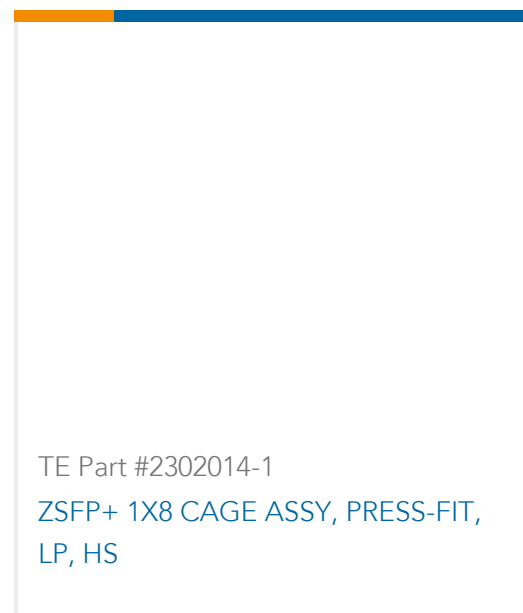 TE Part #2302014-1
ZSFP+ 1X8 CAGE ASSY, PRESS-FIT,
LP, HS